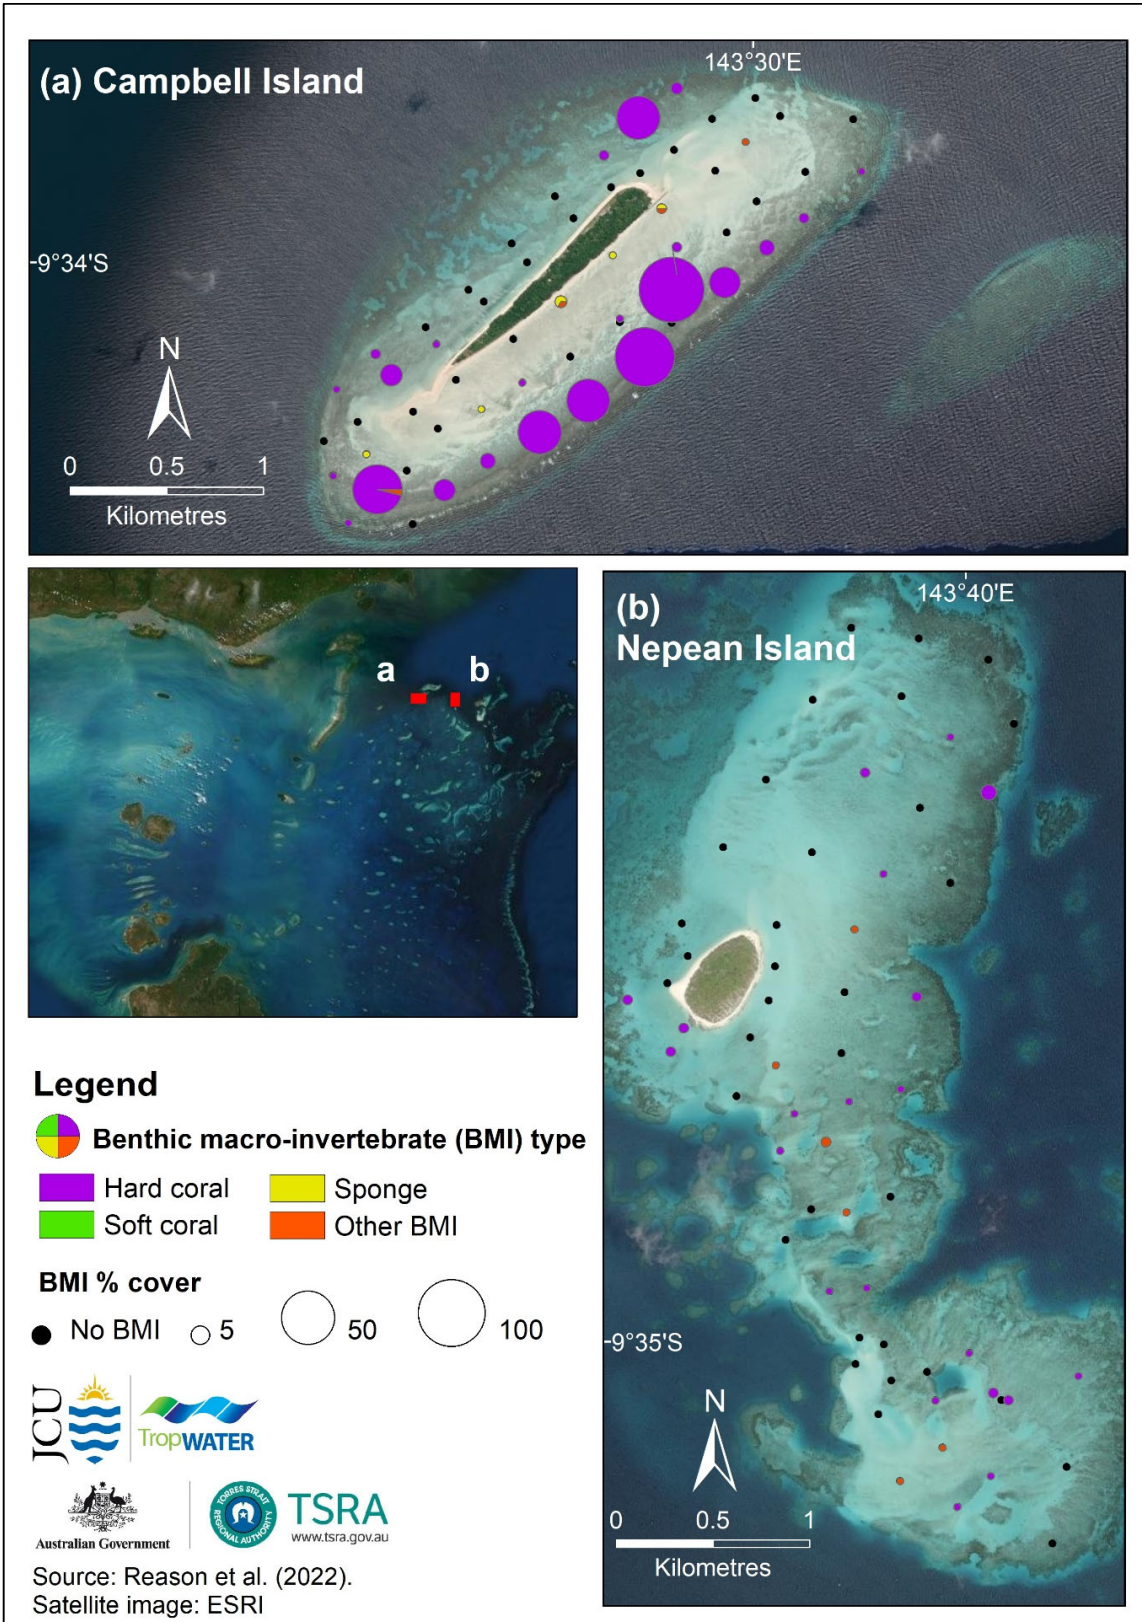 (a) Campbell Island
143°30'E
9°34'S
N
0 0.5 1
Kilometres
a b
(b)
Nepean Island
143°40'E
9°35'S
N
0 0.5 1
Kilometres
Legend
Benthic macro-invertebrate (BMI) type
Hard coral Sponge
Soft coral Other BMI
BMI % cover
No BMI 5 50 100
JCU TropWATER
Australian Government
TORRES STRAIT
REGIONAL AUTHORITY
TSRA
www.tsra.gov.au
Source: Reason et al. (2022).
Satellite image: ESRI